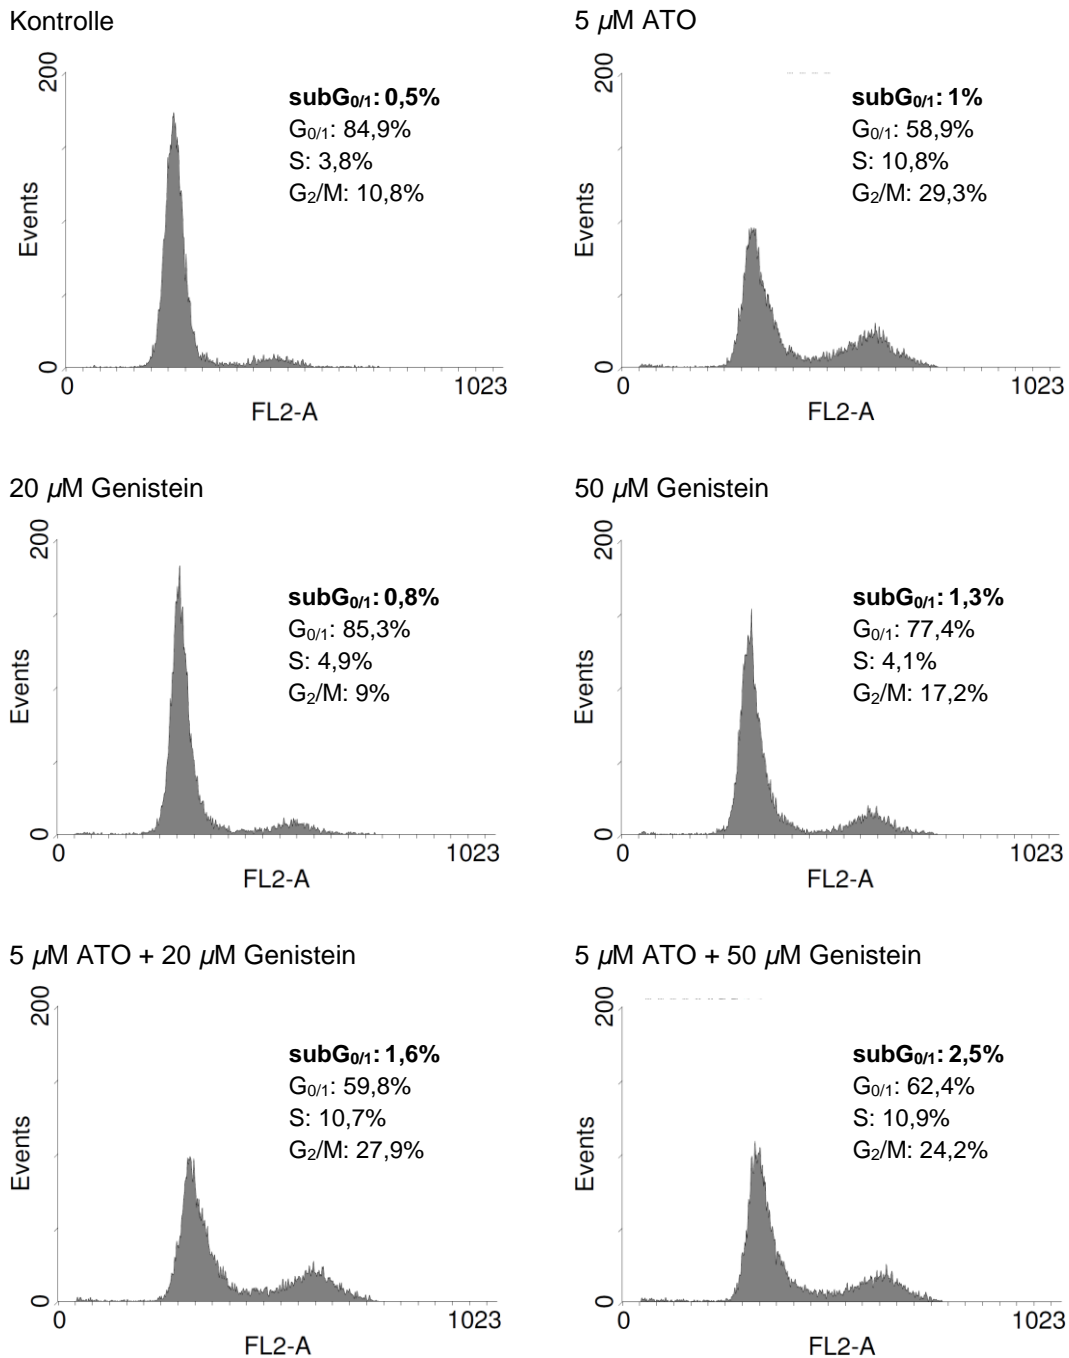 Kontrolle
200
Events
0
subG0/1: 0,5%
G0/1: 84,9%
S: 3,8%
G2/M: 10,8%
0
1023
FL2-A
5 µM ATO
200
Events
0
subG0/1: 1%
G0/1: 58,9%
S: 10,8%
G2/M: 29,3%
0
1023
FL2-A
20 µM Genistein
200
Events
0
subG0/1: 0,8%
G0/1: 85,3%
S: 4,9%
G2/M: 9%
0
1023
FL2-A
50 µM Genistein
200
Events
0
subG0/1: 1,3%
G0/1: 77,4%
S: 4,1%
G2/M: 17,2%
0
1023
FL2-A
5 µM ATO + 20 µM Genistein
200
Events
0
subG0/1: 1,6%
G0/1: 59,8%
S: 10,7%
G2/M: 27,9%
0
1023
FL2-A
5 µM ATO + 50 µM Genistein
200
Events
0
subG0/1: 2,5%
G0/1: 62,4%
S: 10,9%
G2/M: 24,2%
0
1023
FL2-A